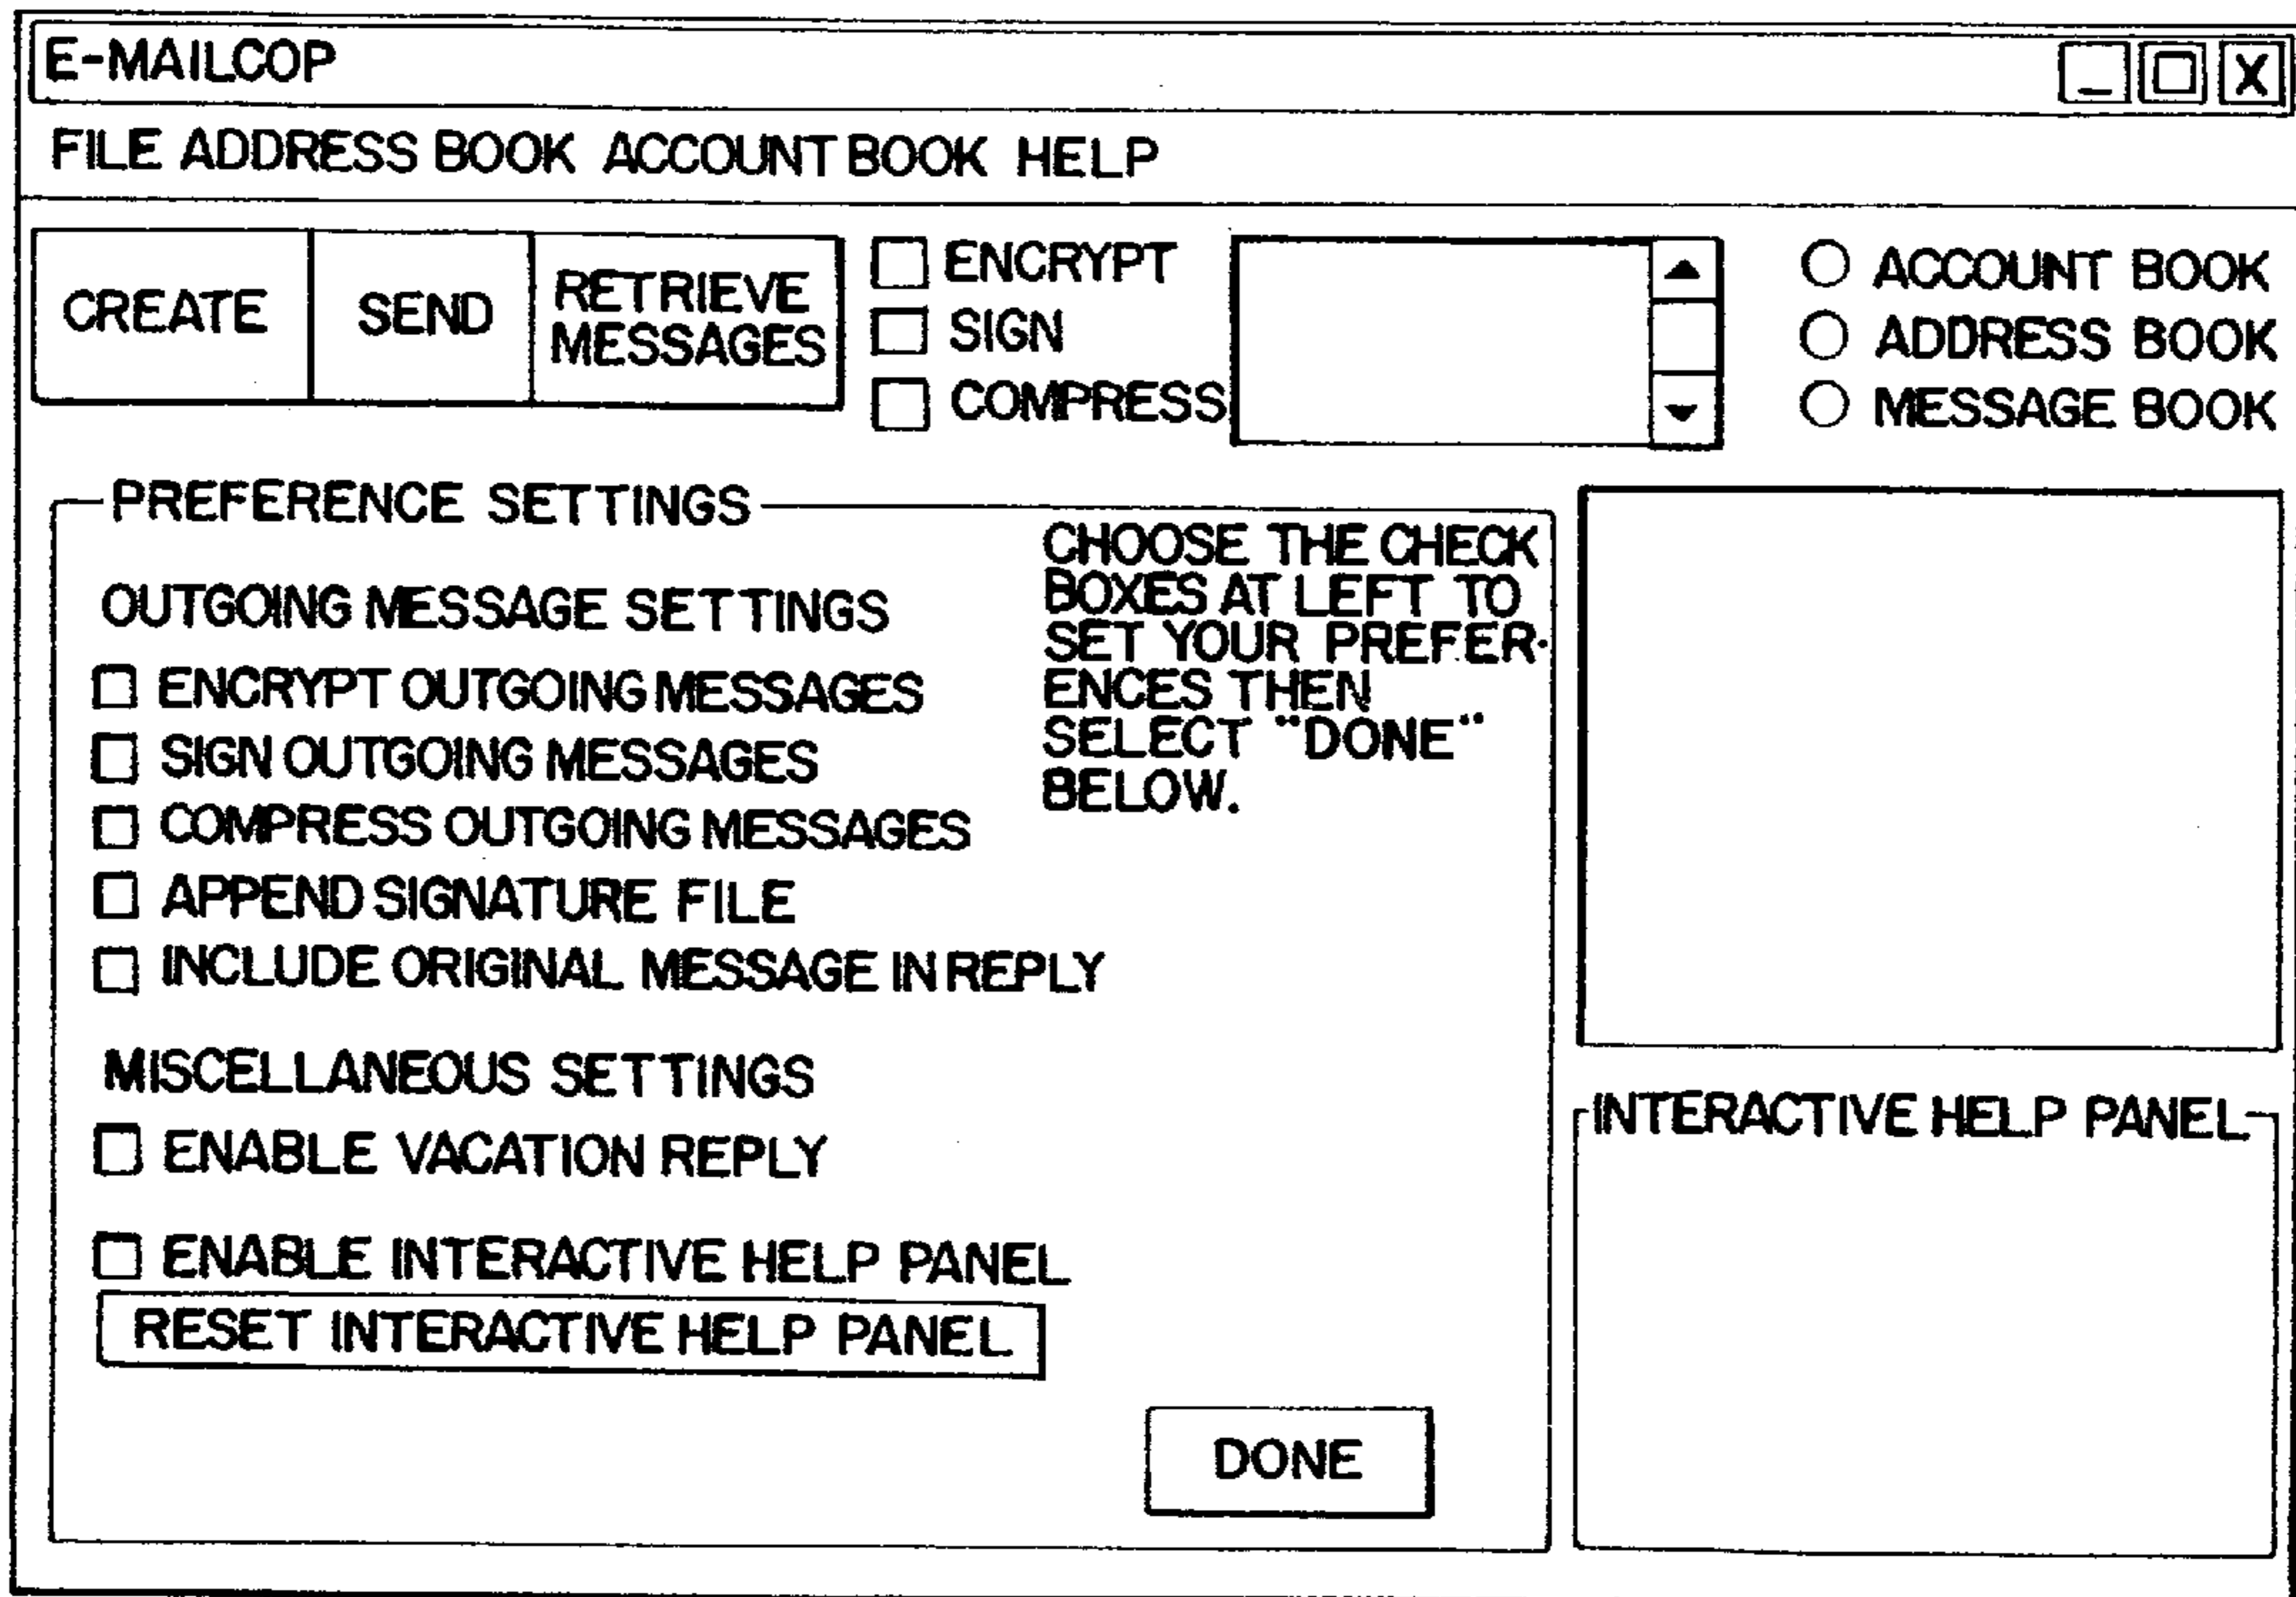 E-MAILCOP
X
FILE ADDRESS BOOK ACCOUNT BOOK HELP
CREATE
SEND
RETRIEVE
MESSAGES
ENCRYPT
SIGN
COMPRESS
ACCOUNT BOOK
ADDRESS BOOK
MESSAGE BOOK
PREFERENCE SETTINGS
OUTGOING MESSAGE SETTINGS
ENCRYPT OUTGOING MESSAGES
SIGN OUTGOING MESSAGES
COMPRESS OUTGOING MESSAGES
APPEND SIGNATURE FILE
INCLUDE ORIGINAL MESSAGE IN REPLY
MISCELLANEOUS SETTINGS
ENABLE VACATION REPLY
ENABLE INTERACTIVE HELP PANEL
RESET INTERACTIVE HELP PANEL
CHOOSE THE CHECK
BOXES AT LEFT TO
SET YOUR PREFER-
ENCES THEN
SELECT "DONE"
BELOW.
DONE
INTERACTIVE HELP PANEL